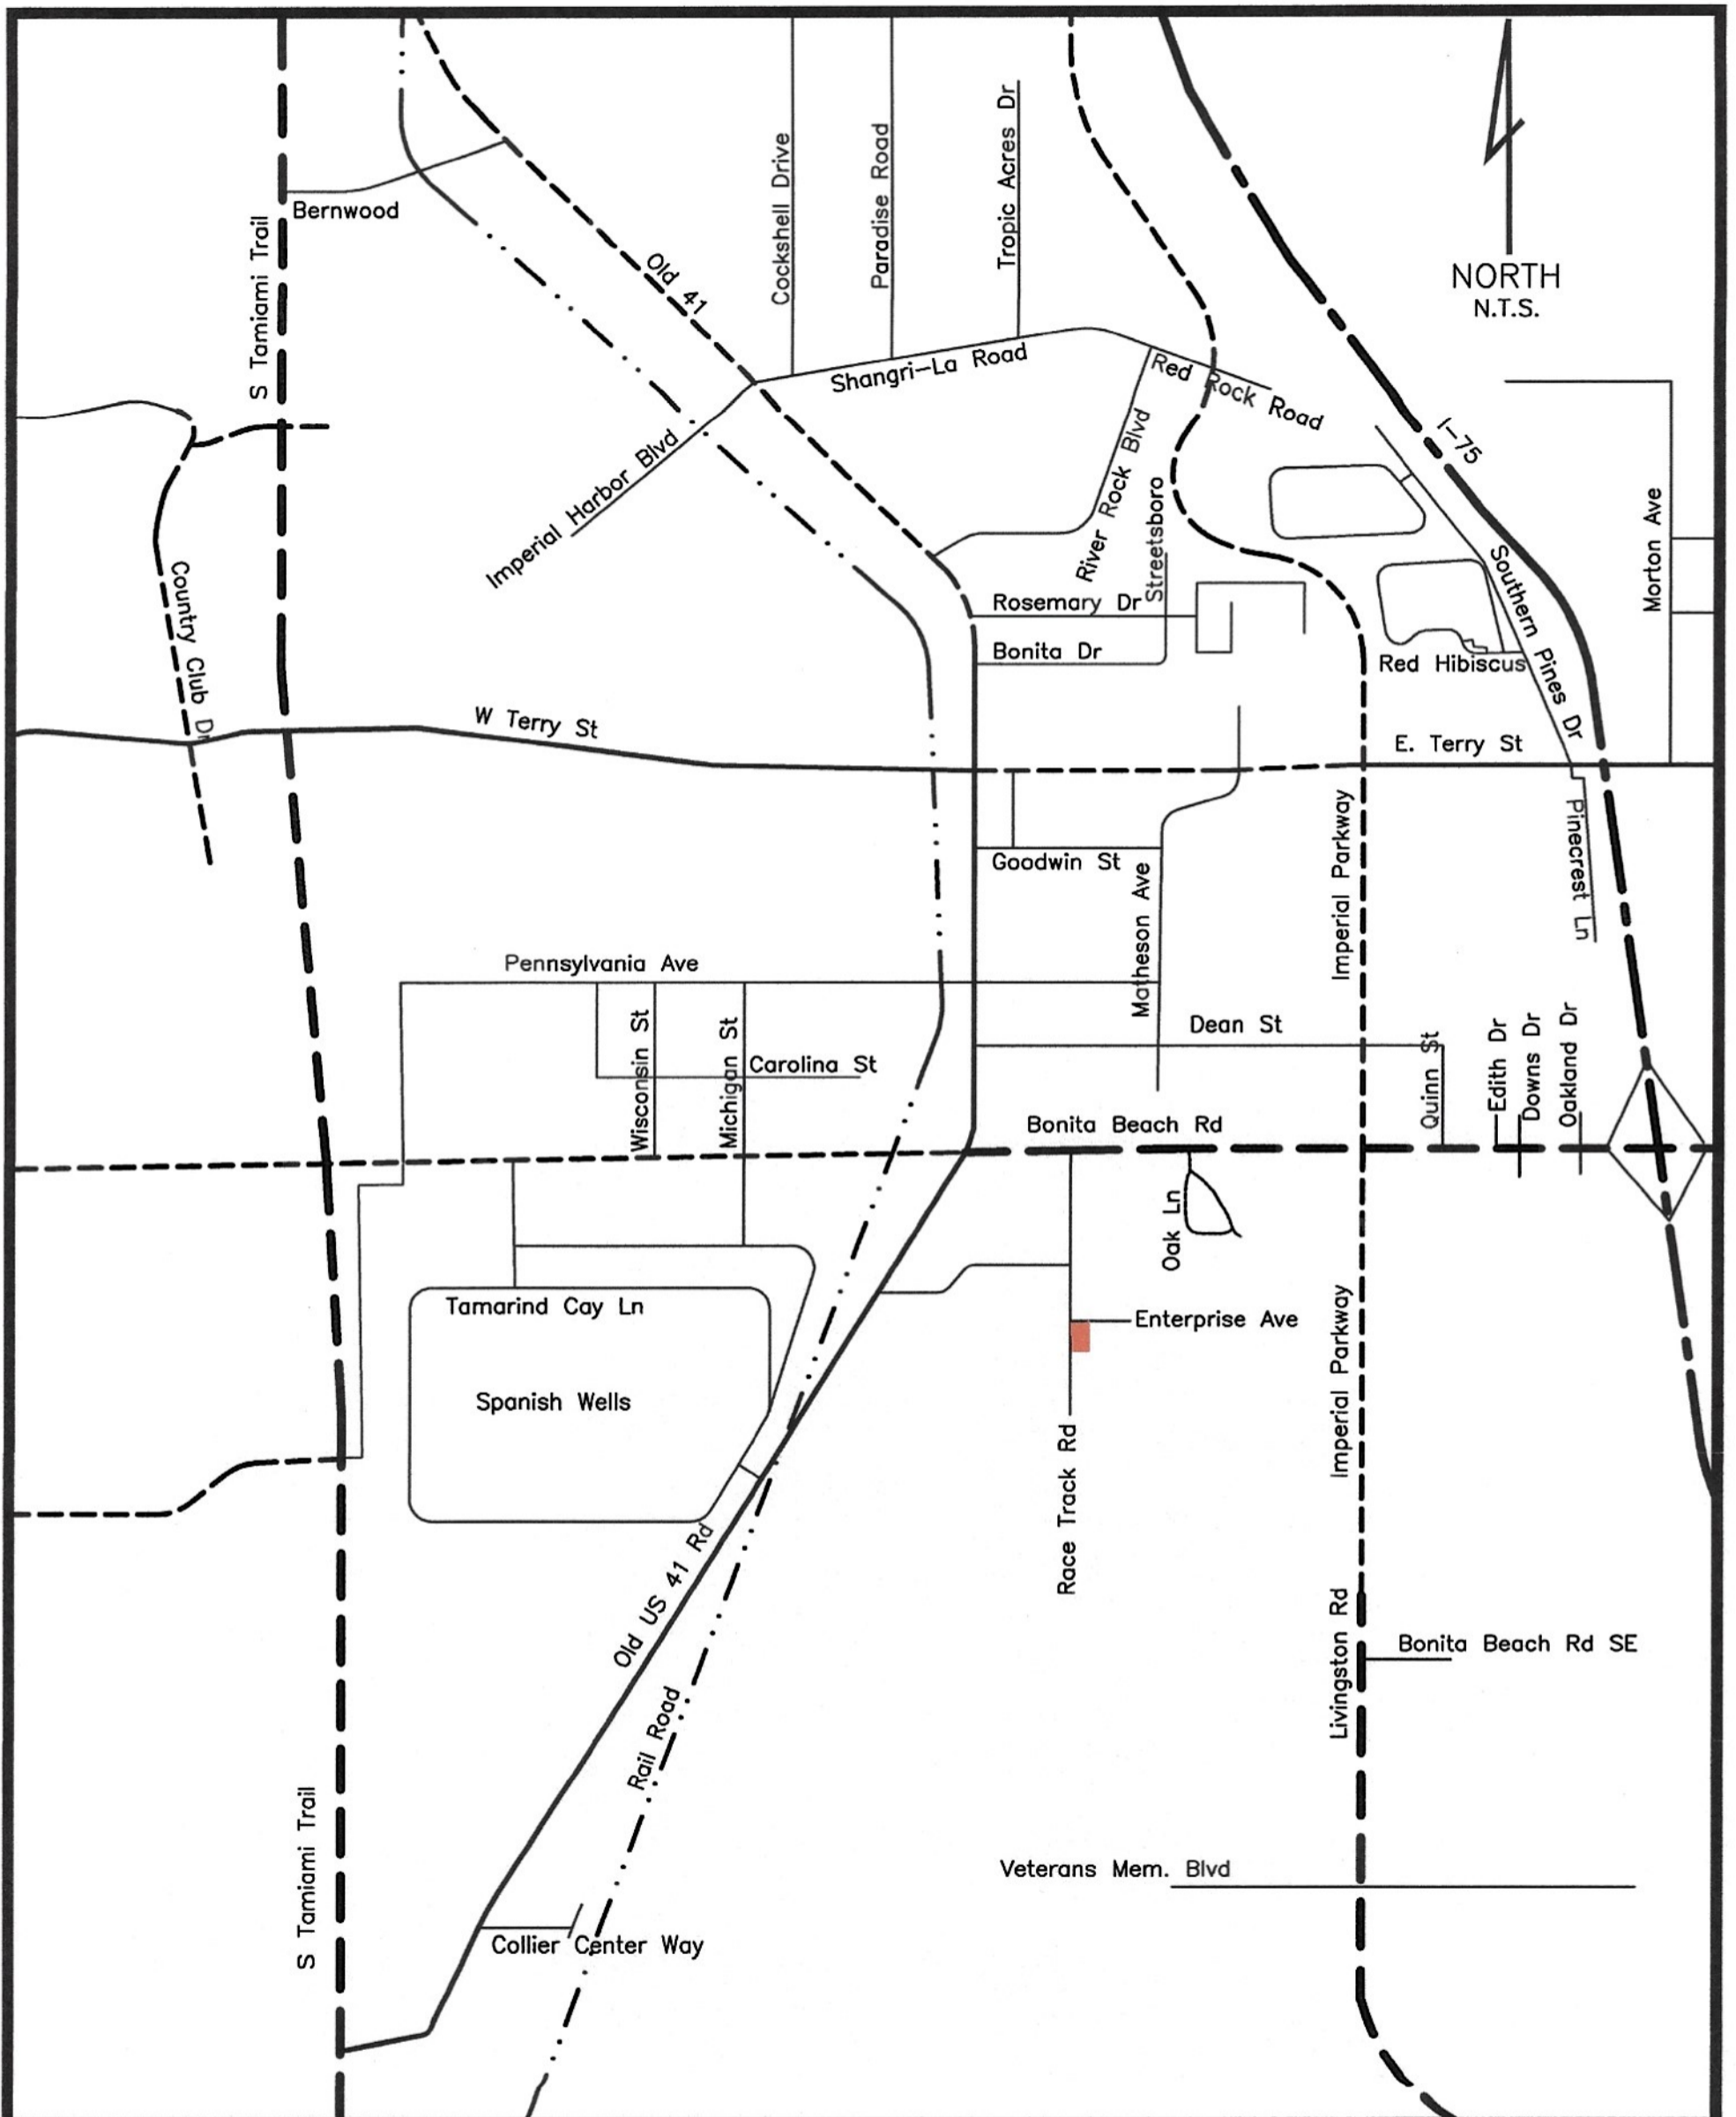 Cockshell Drive
Paradise Road
Tropic Acres Dr
Bernwood
S Tamiami Trail
Old 41
NORTH
N.T.S.
Shangri-La Road
Red Rock Road
I-75
Imperial Harbor Blvd
River Rock Blvd
Streetsboro
Morton Ave
Country Club Dr
Rosemary Dr
Bonita Dr
Southern Pines Dr
Red Hibiscus
W Terry St
E. Terry St
Imperial Parkway
Pinecrest Ln
Goodwin St
Matheson Ave
Pennsylvania Ave
Wisconsin St
Michigan St
Carolina St
Dean St
Quinn St
Edith Dr
Downs Dr
Oakland Dr
Bonita Beach Rd
Oak Ln
Tamarind Cay Ln
Enterprise Ave
Imperial Parkway
Spanish Wells
Race Track Rd
Old US 41 Rd
Livingston Rd
Bonita Beach Rd SE
Rail Road
S Tamiami Trail
Veterans Mem. Blvd
Collier Center Way